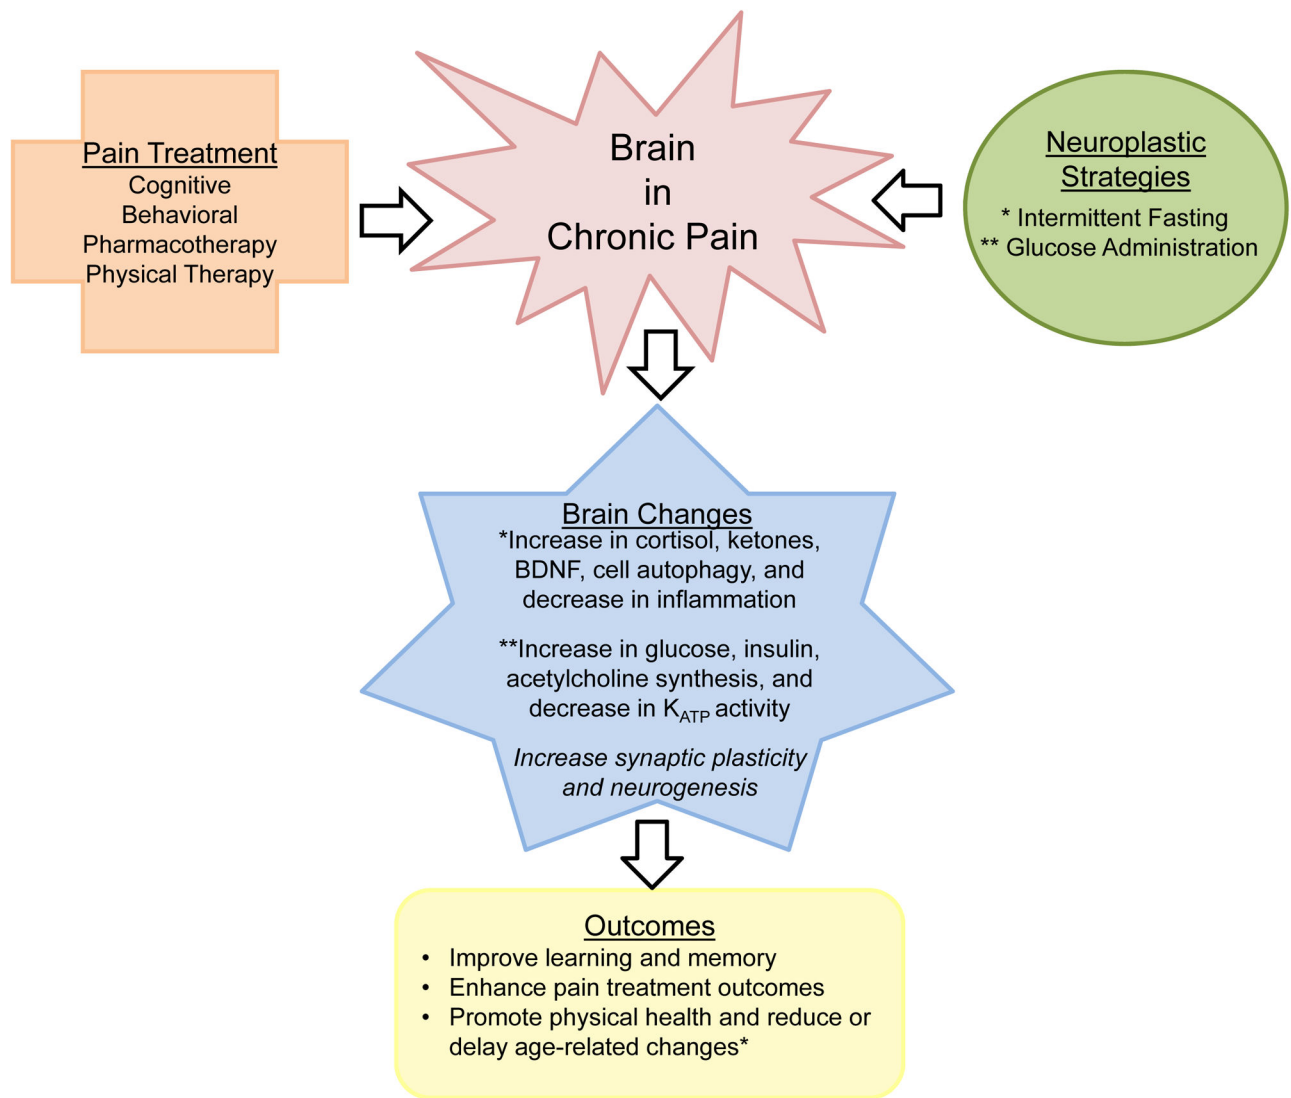 Pain Treatment
Cognitive
Behavioral
Pharmacotherapy
Physical Therapy
Brain
in
Chronic Pain
Neuroplastic
Strategies
* Intermittent Fasting
** Glucose Administration
Brain Changes
*Increase in cortisol, ketones,
BDNF, cell autophagy, and
decrease in inflammation
**Increase in glucose, insulin,
acetylcholine synthesis, and
decrease in KATP activity
Increase synaptic plasticity
and neurogenesis
Outcomes
• Improve learning and memory
• Enhance pain treatment outcomes
• Promote physical health and reduce or
delay age-related changes*